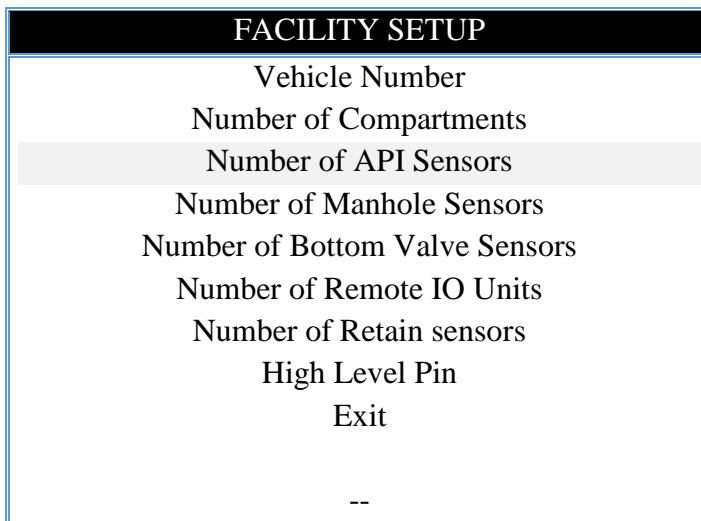 FACILITY SETUP
Vehicle Number
Number of Compartments
Number of API Sensors
Number of Manhole Sensors
Number of Bottom Valve Sensors
Number of Remote IO Units
Number of Retain sensors
High Level Pin
Exit
--